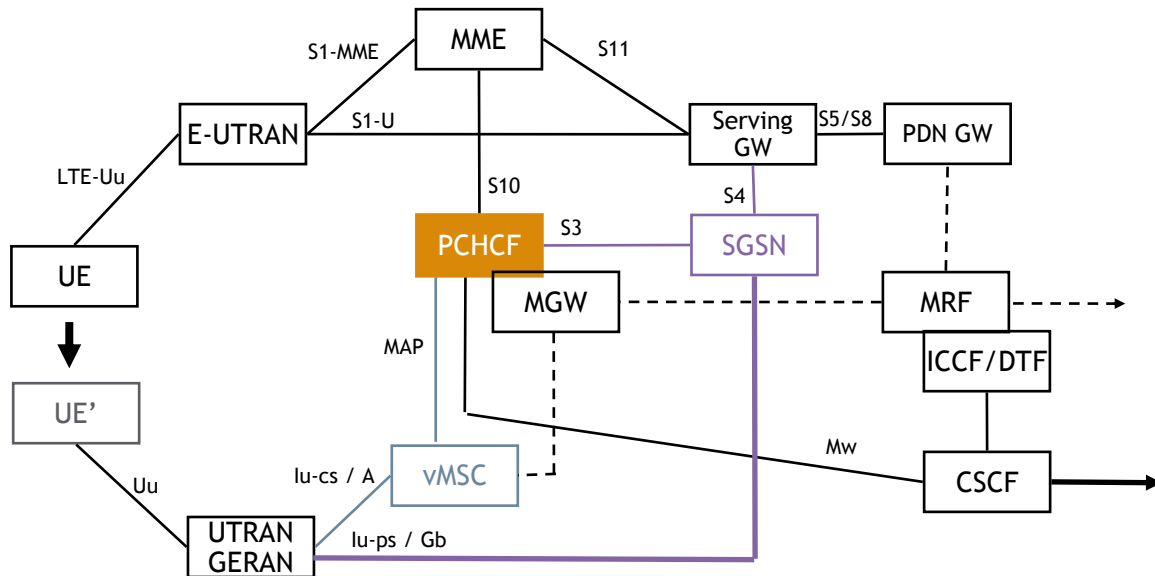 MME
S1-MME
S11
E-UTRAN
S1-U
Serving
GW
S5/S8
PDN GW
LTE-Uu
S10
S4
PCHCF
S3
SGSN
UE
MGW
MRF
MAP
ICCF/DTF
UE’
Mw
Iu-cs / A
vMSC
CSCF
Uu
UTRAN
GERAN
Iu-ps / Gb